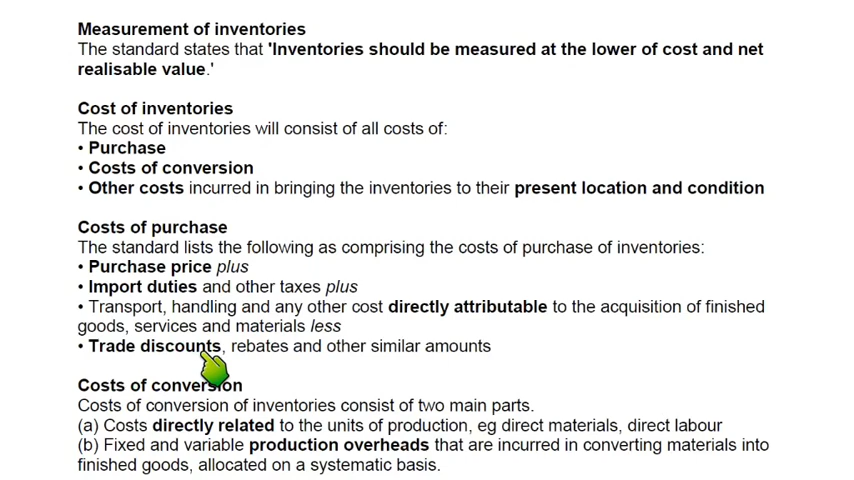 Measurement of inventories
The standard states that 'Inventories should be measured at the lower of cost and net
realisable value.'
Cost of inventories
The cost of inventories will consist of all costs of:
• Purchase
• Costs of conversion
• Other costs incurred in bringing the inventories to their present location and condition
Costs of purchase
The standard lists the following as comprising the costs of purchase of inventories:
• Purchase price plus
• Import duties and other taxes plus
• Transport, handling and any other cost directly attributable to the acquisition of finished
goods, services and materials less
• Trade discounts, rebates and other similar amounts
Costs of conversion
Costs of conversion of inventories consist of two main parts.
(a) Costs directly related to the units of production, eg direct materials, direct labour
(b) Fixed and variable production overheads that are incurred in converting materials into
finished goods, allocated on a systematic basis.